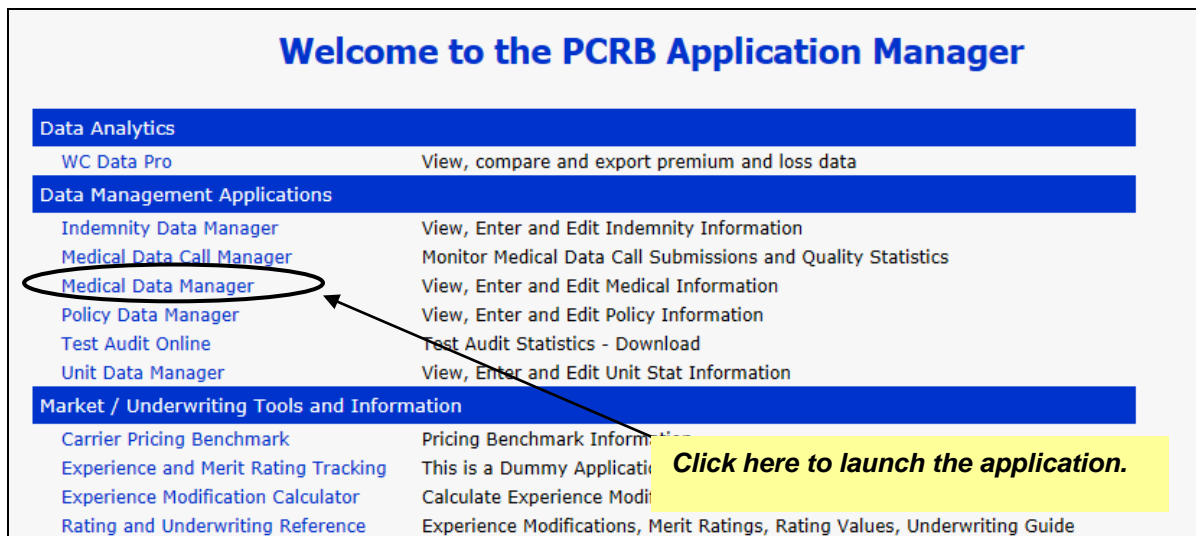 Welcome to the PCRB Application Manager
Data Analytics
WC Data Pro View, compare and export premium and loss data
Data Management Applications
Indemnity Data Manager View, Enter and Edit Indemnity Information
Medical Data Call Manager Monitor Medical Data Call Submissions and Quality Statistics
Medical Data Manager View, Enter and Edit Medical Information
Policy Data Manager View, Enter and Edit Policy Information
Test Audit Online Test Audit Statistics - Download
Unit Data Manager View, Enter and Edit Unit Stat Information
Market / Underwriting Tools and Information
Carrier Pricing Benchmark Pricing Benchmark
Experience and Merit Rating Tracking This is a Dummy
Click here to launch the application.
Experience Modification Calculator Calculate Experience
Rating and Underwriting Reference Experience Modifications, Merit Ratings, Rating Values, Underwriting Guide